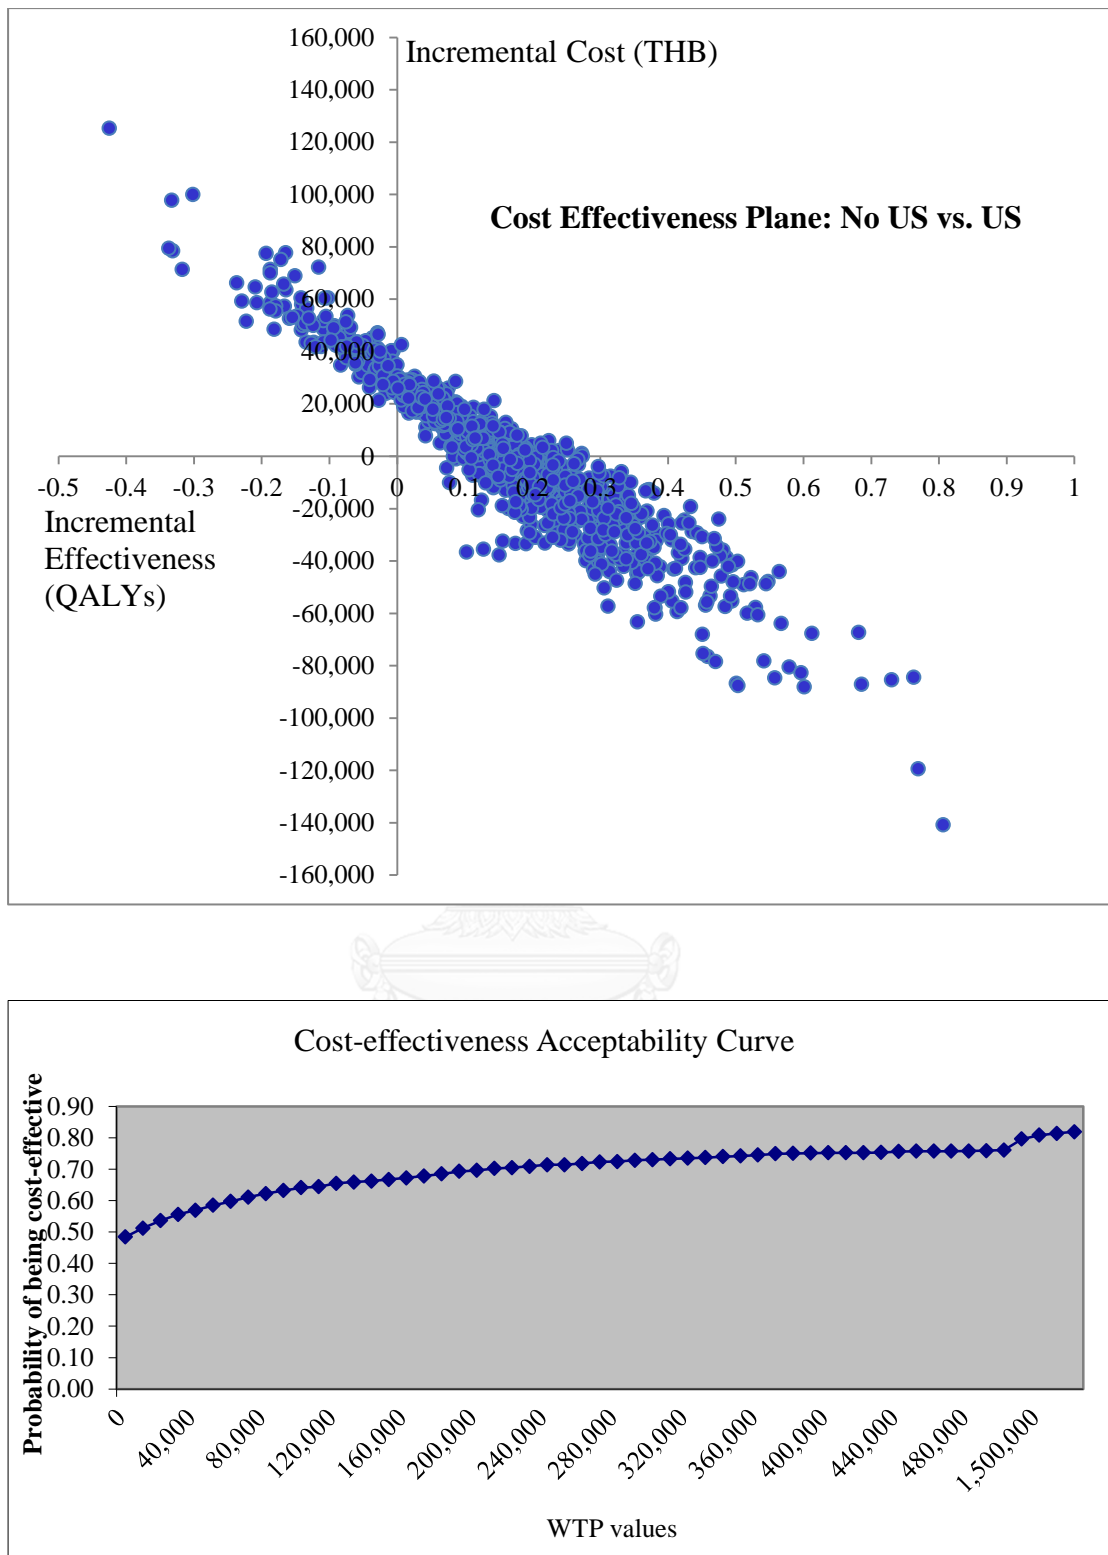 160,000
Incremental Cost (THB)
140,000
120,000
100,000
Cost Effectiveness Plane: No US vs. US
80,000
60,000
40,000
20,000
0
-0.5 -0.4 -0.3 -0.2 -0.1 0 0.1 0.2 0.3 0.4 0.5 0.6 0.7 0.8 0.9 1
-20,000
Incremental
Effectiveness
(QALYs)
-40,000
-60,000
-80,000
-100,000
-120,000
-140,000
-160,000
Cost-effectiveness Acceptability Curve
Probability of being cost-effective
0.90
0.80
0.70
0.60
0.50
0.40
0.30
0.20
0.10
0.00
0 40,000 80,000 120,000 160,000 200,000 240,000 280,000 320,000 360,000 400,000 440,000 480,000 1,500,000
WTP values